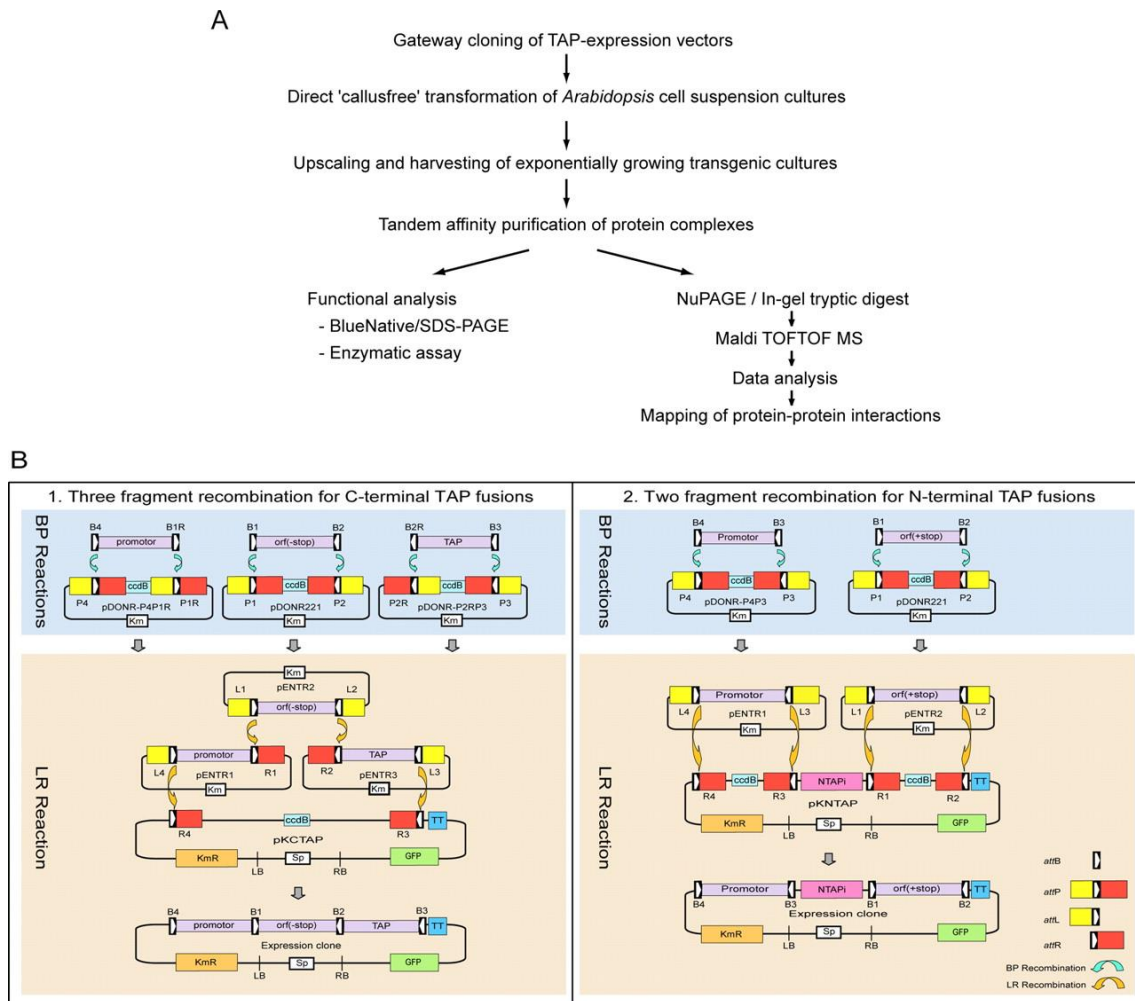 A
Gateway cloning of TAP-expression vectors
Direct 'callusfree' transformation of Arabidopsis cell suspension cultures
Upscaling and harvesting of exponentially growing transgenic cultures
Tandem affinity purification of protein complexes
Functional analysis
- BlueNative/SDS-PAGE
- Enzymatic assay
NuPAGE / In-gel tryptic digest
Maldi TOFTOF MS
Data analysis
Mapping of protein-protein interactions
B
1. Three fragment recombination for C-terminal TAP fusions
BP Reactions
B4 B1R B1 B2 B2R B3
promotor orf(-stop) TAP
ccdB ccdB ccdB
P4 P1R P1 P2 P2R P3
pDONR-P4P1R pDONR221 pDONR-P2RP3
Km Km Km
LR Reaction
Km
L1 pENTR2 L2
orf(-stop)
promotor TAP
L4 R1 R2 L3
pENTR1 pENTR3
Km Km
ccdB TT
R4 R3
pKCTAP
KmR Sp GFP
LB RB
B4 B1 B2 B3
promotor orf(-stop) TAP TT
Expression clone
KmR Sp GFP
LB RB
2. Two fragment recombination for N-terminal TAP fusions
BP Reactions
B4 B3 B1 B2
Promotor orf(+stop)
ccdB ccdB
P4 P3 P1 P2
pDONR-P4P3 pDONR221
Km Km
LR Reaction
Promotor orf(+stop)
L4 L3 L1 L2
pENTR1 pENTR2
Km Km
ccdB NTAPi ccdB TT
R4 R3 R1 R2
pKNTAP
KmR Sp GFP
LB RB
Promotor NTAPi orf(+stop) TT
B4 B3 B1 B2
Expression clone
KmR Sp GFP
LB RB
attB
attP
attL
attR
BP Recombination
LR Recombination